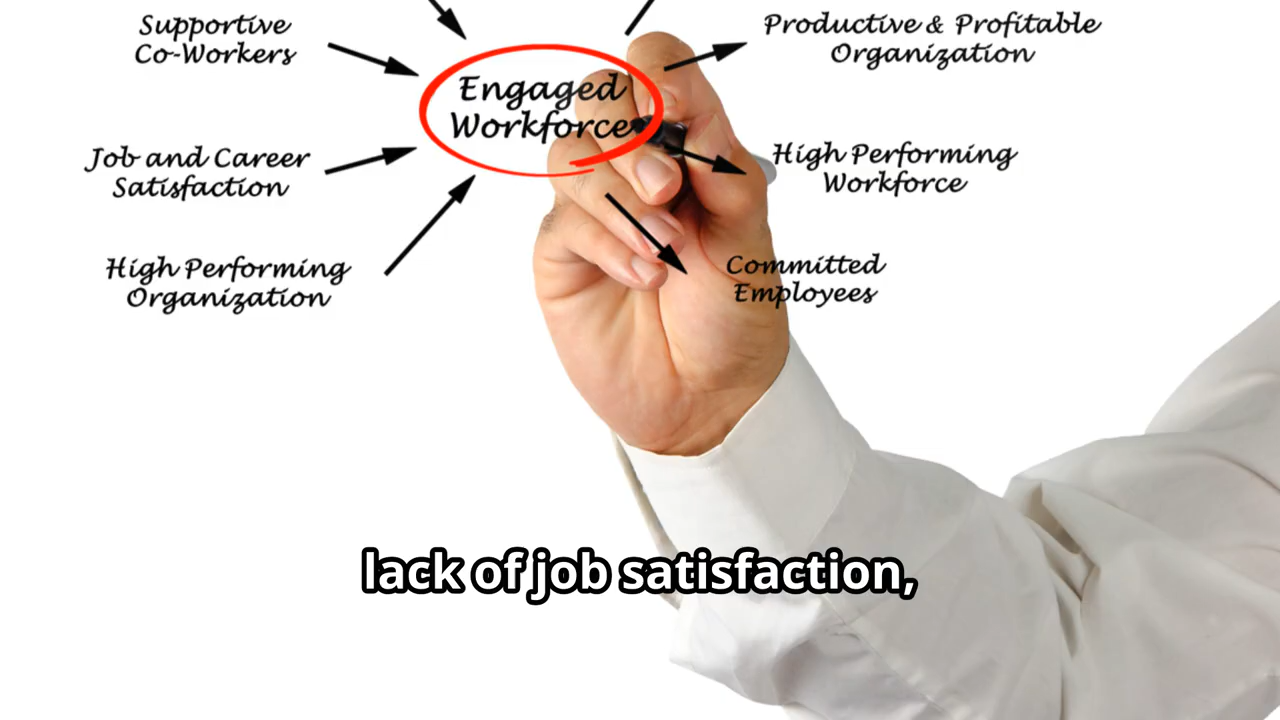 Supportive
Co-Workers
Productive & Profitable
Organization
Engaged
Workforce
Job and Career
Satisfaction
High Performing
Workforce
High Performing
Organization
Committed
Employees
lack of job satisfaction,